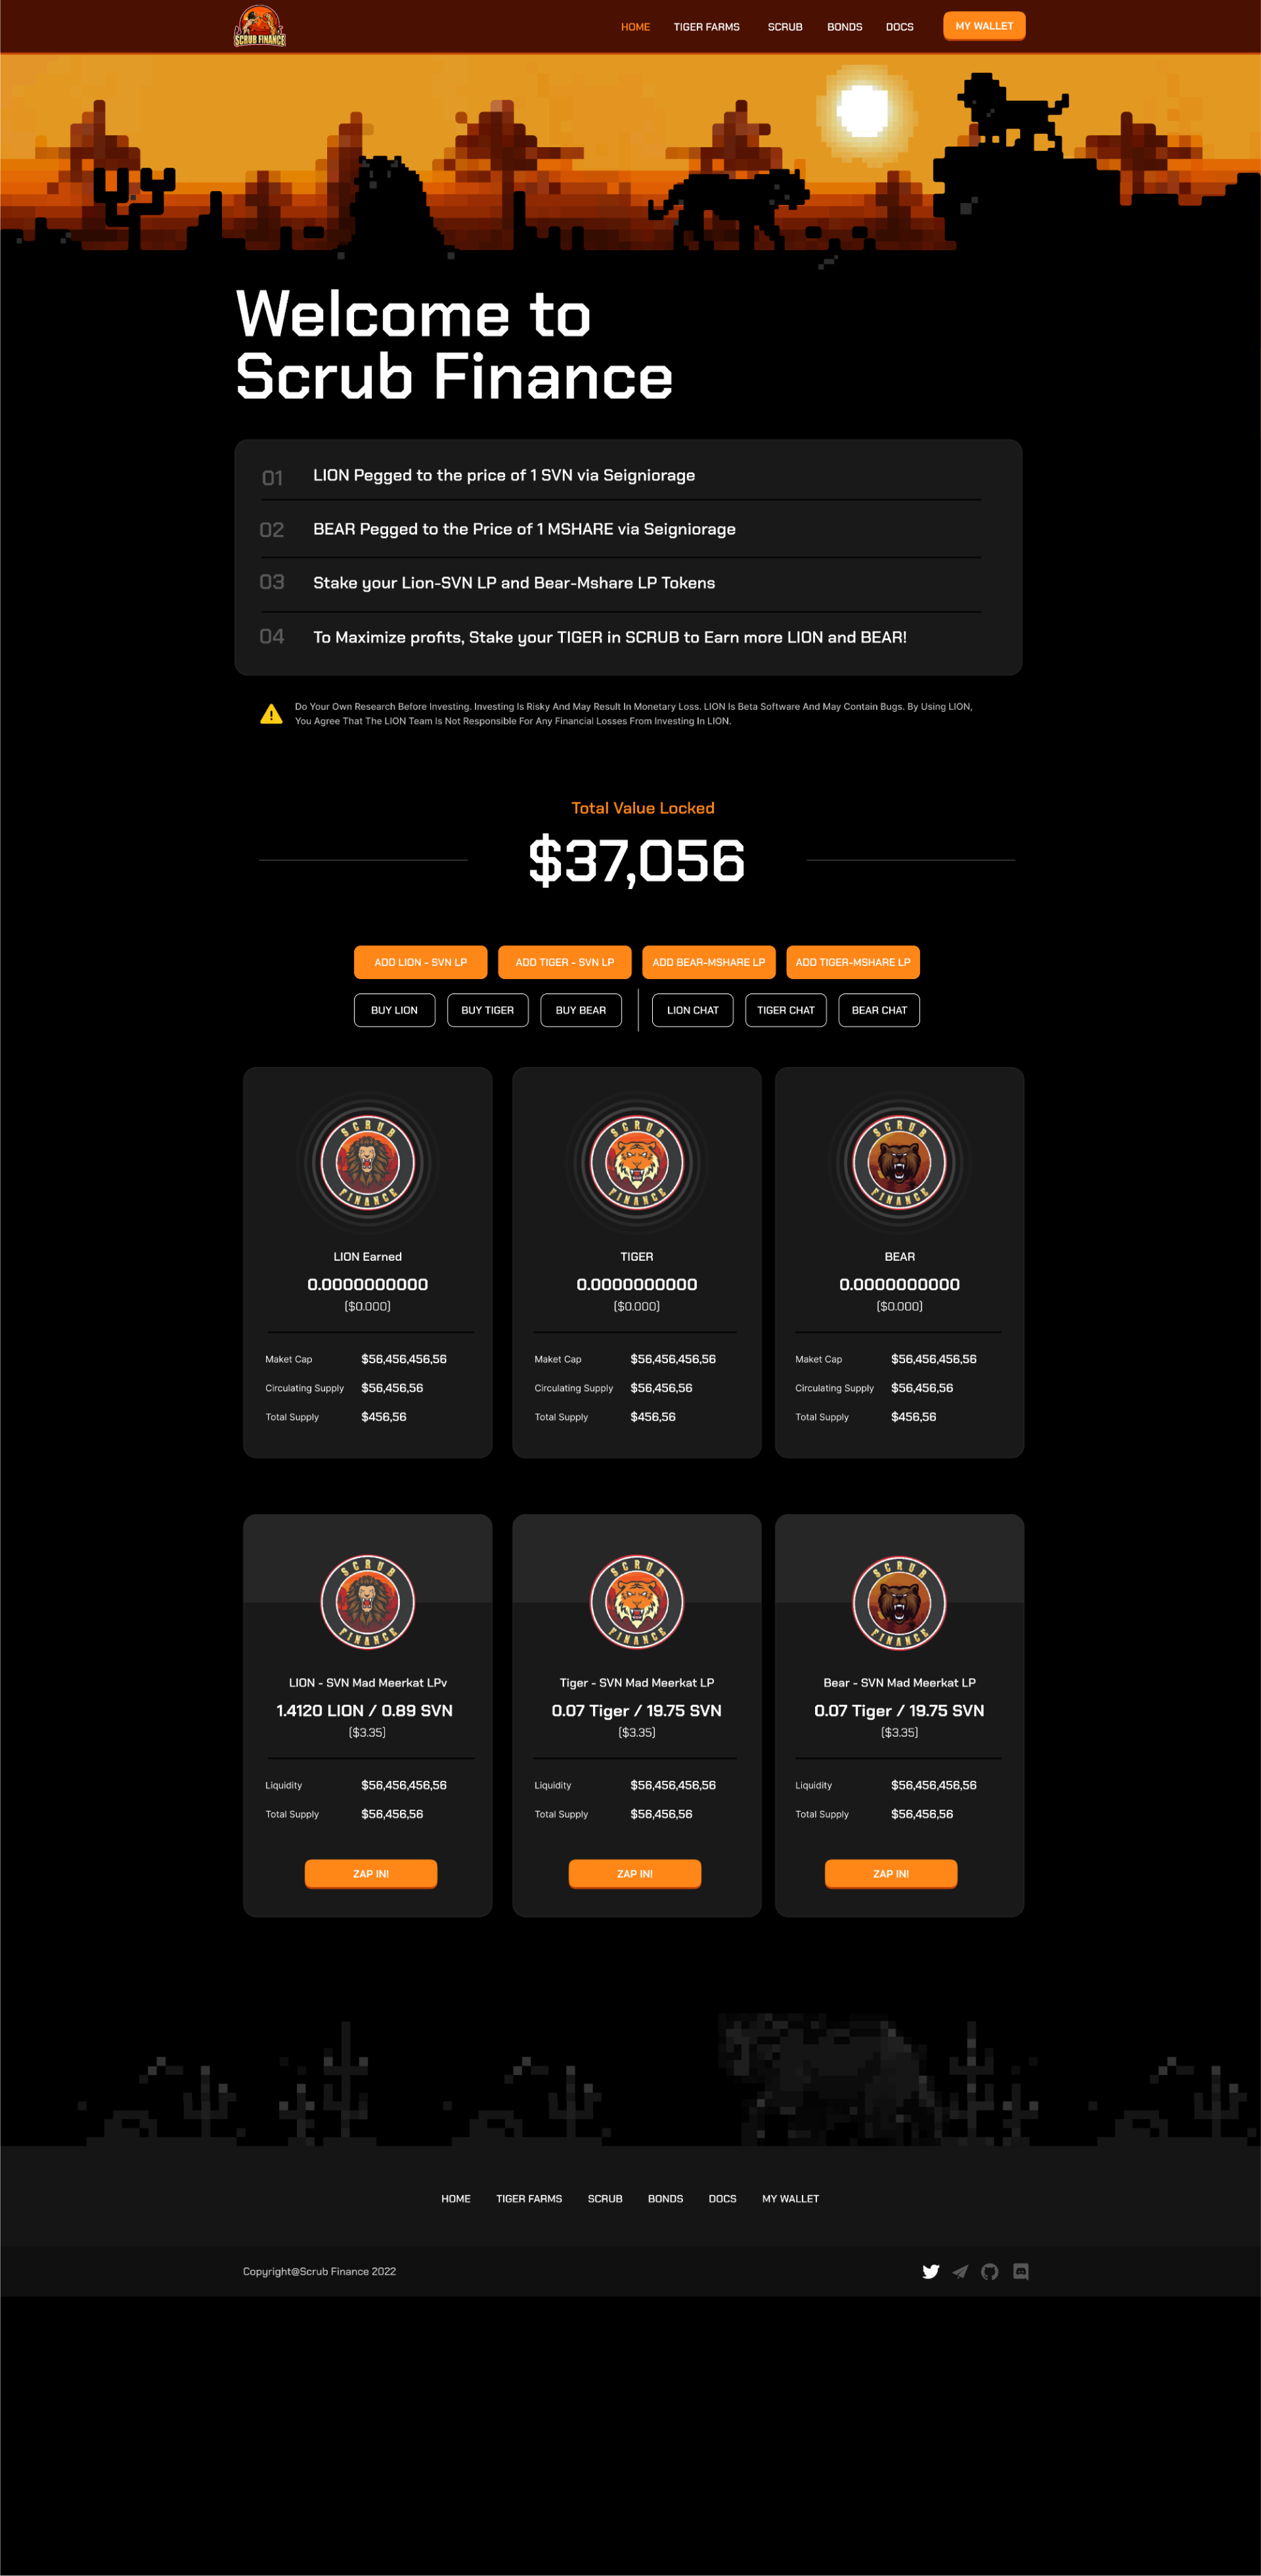 SCRUB FINANCE
HOME TIGER FARMS SCRUB BONDS DOCS MY WALLET
Welcome to
Scrub Finance
01 LION Pegged to the price of 1 SVN via Seigniorage
02 BEAR Pegged to the Price of 1 MSHARE via Seigniorage
03 Stake your Lion-SVN LP and Bear-Mshare LP Tokens
04 To Maximize profits, Stake your TIGER in SCRUB to Earn more LION and BEAR!
Do Your Own Research Before Investing. Investing Is Risky And May Result In Monetary Loss. LION Is Beta Software And May Contain Bugs. By Using LION,
You Agree That The LION Team Is Not Responsible For Any Financial Losses From Investing In LION.
Total Value Locked
$37,056
ADD LION - SVN LP ADD TIGER - SVN LP ADD BEAR-MSHARE LP ADD TIGER-MSHARE LP
BUY LION BUY TIGER BUY BEAR LION CHAT TIGER CHAT BEAR CHAT
SCRUB FINANCE SCRUB FINANCE SCRUB FINANCE
LION Earned TIGER BEAR
0.0000000000 0.0000000000 0.0000000000
($0.000) ($0.000) ($0.000)
Maket Cap $56,456,456,56 Maket Cap $56,456,456,56 Maket Cap $56,456,456,56
Circulating Supply $56,456,56 Circulating Supply $56,456,56 Circulating Supply $56,456,56
Total Supply $456,56 Total Supply $456,56 Total Supply $456,56
SCRUB FINANCE SCRUB FINANCE SCRUB FINANCE
LION - SVN Mad Meerkat LPv Tiger - SVN Mad Meerkat LP Bear - SVN Mad Meerkat LP
1.4120 LION / 0.89 SVN 0.07 Tiger / 19.75 SVN 0.07 Tiger / 19.75 SVN
($3.35) ($3.35) ($3.35)
Liquidity $56,456,456,56 Liquidity $56,456,456,56 Liquidity $56,456,456,56
Total Supply $56,456,56 Total Supply $56,456,56 Total Supply $56,456,56
ZAP IN! ZAP IN! ZAP IN!
HOME TIGER FARMS SCRUB BONDS DOCS MY WALLET
Copyright@Scrub Finance 2022